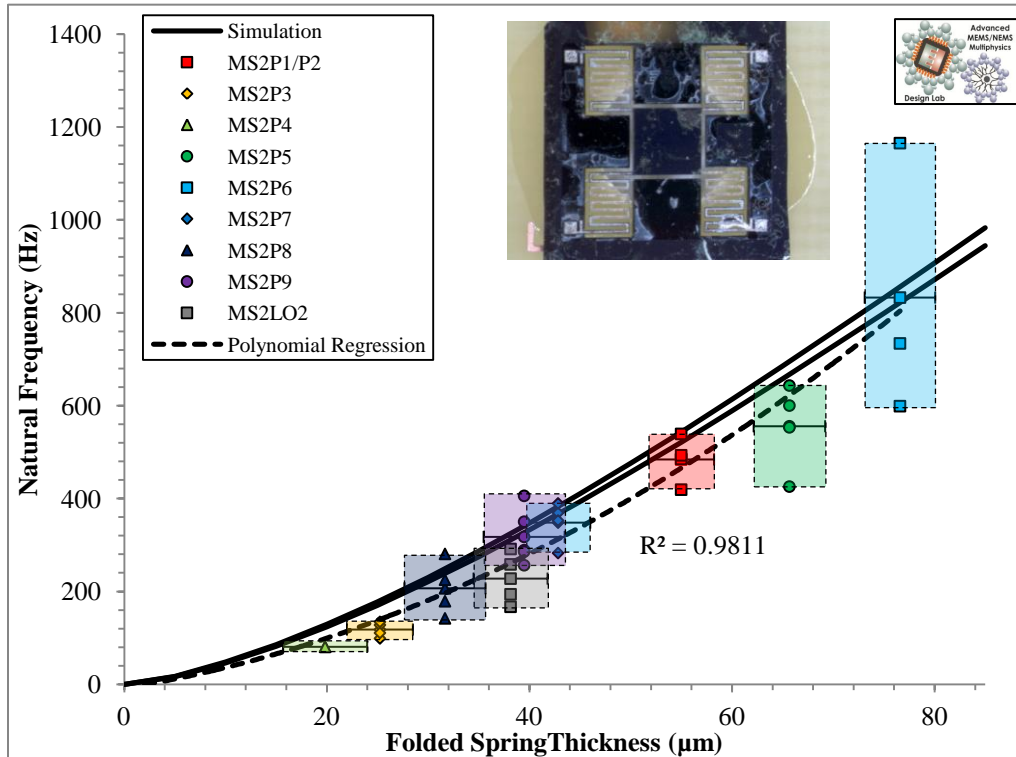 1400
1200
1000
800
600
400
200
0
Natural Frequency (Hz)
Simulation
MS2P1/P2
MS2P3
MS2P4
MS2P5
MS2P6
MS2P7
MS2P8
MS2P9
MS2LO2
Polynomial Regression
Advanced
MEMS/NEMS
Multiphysics
Design Lab
R² = 0.9811
0 20 40 60 80
Folded SpringThickness (µm)